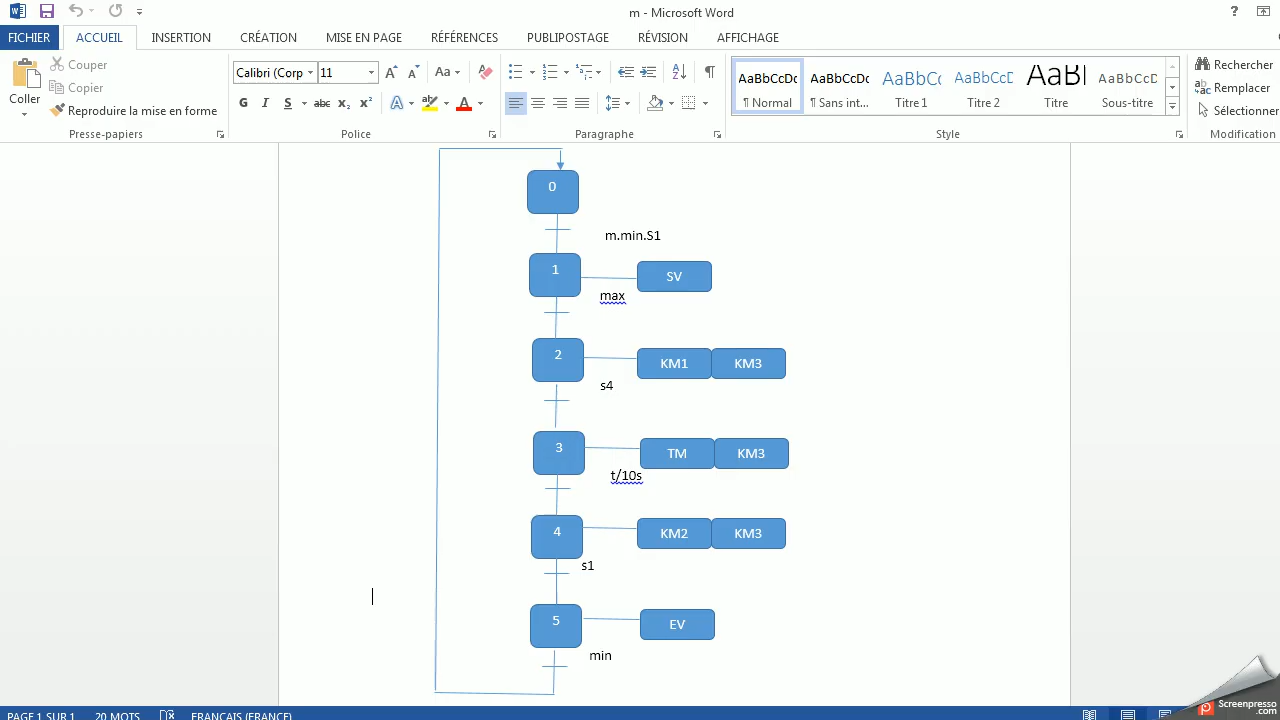 m - Microsoft Word
FICHIER ACCUEIL INSERTION CRÉATION MISE EN PAGE RÉFÉRENCES PUBLIPOSTAGE RÉVISION AFFICHAGE
Coller
Couper
Copier
Reproduire la mise en forme
Presse-papiers
Calibri (Corp 11
G I S abc x₂ x² A A
Police
Paragraphe
AaBbCcDc AaBbCcDc AaBbCc AaBbCcD AaBl AaBbCcD
¶ Normal ¶ Sans int... Titre 1 Titre 2 Titre Sous-titre
Style
Rechercher
Remplacer
Sélectionner
Modification
0
m.min.S1
1 SV
max
2 KM1 KM3
s4
3 TM KM3
t/10s
4 KM2 KM3
s1
5 EV
min
PAGE 1 SUR 1 20 MOTS FRANÇAIS (FRANCE)
Screenpresso
.com